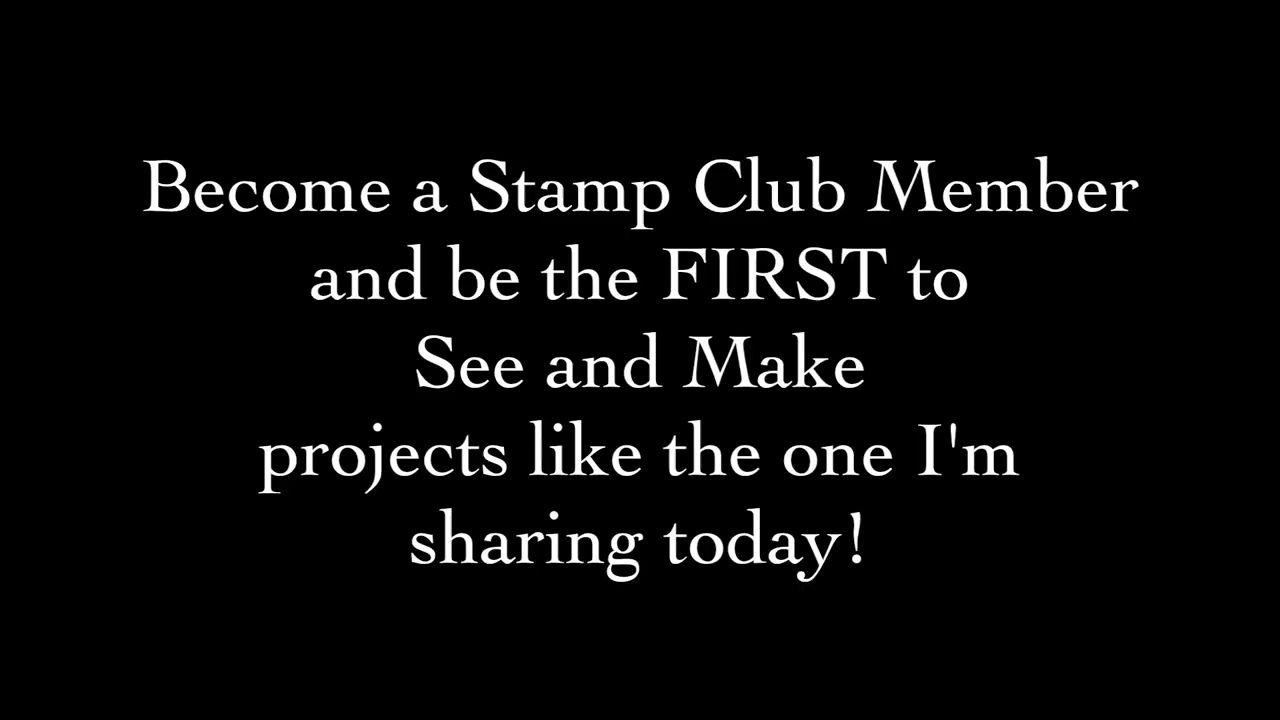 Become a Stamp Club Member
and be the FIRST to
See and Make
projects like the one I'm
sharing today!